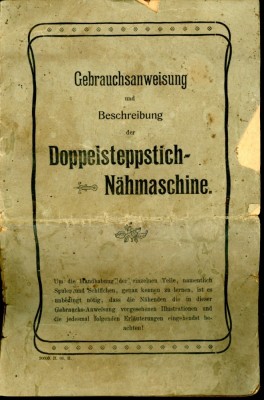 Gebrauchsanweisung
und
Beschreibung
der
Doppelsteppstich-
Nähmaschine.
Um die Handhabung der einzelnen Teile, namentlich
Spuler und Schiffchen, genau kennen zu lernen, ist es
unbedingt nötig, dass die Nähenden die in dieser
Gebrauchs-Anweisung vorgesehenen Illustrationen und
die jedesmal folgenden Erläuterungen eingehendst be-
achten!